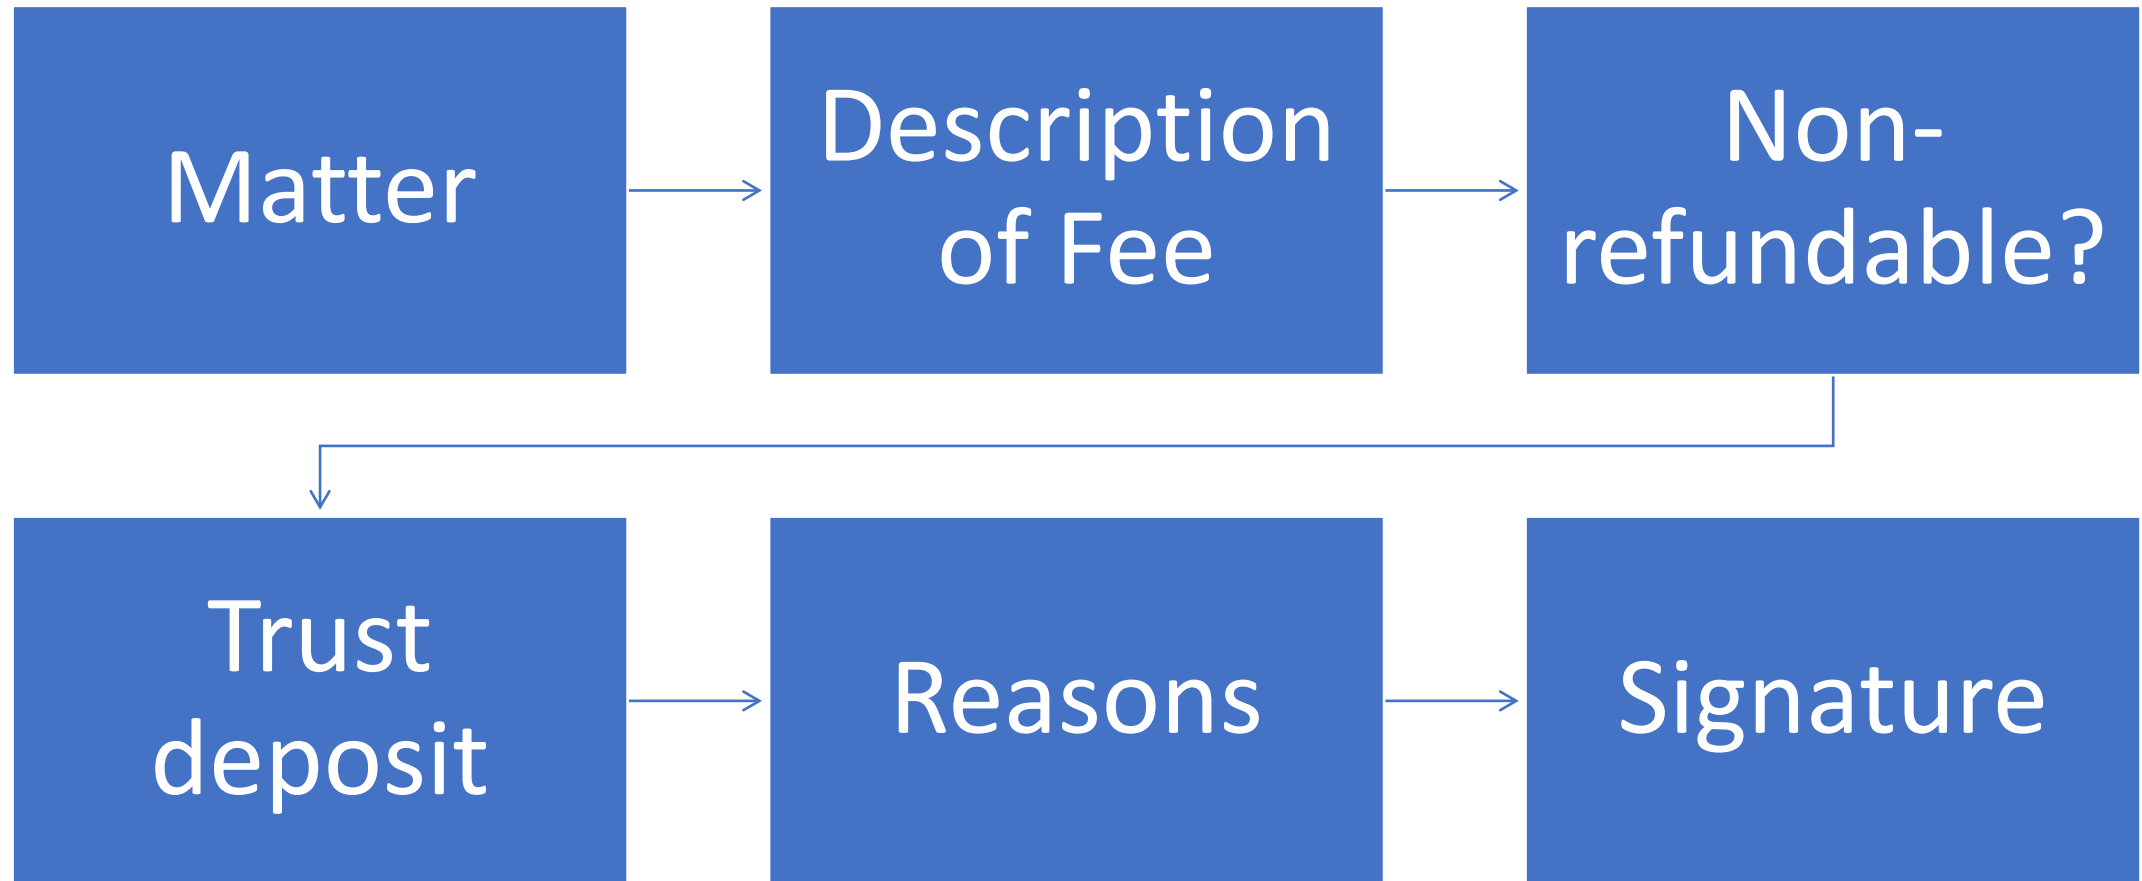 Matter
Description
of Fee
Non-
refundable?
Trust
deposit
Reasons
Signature